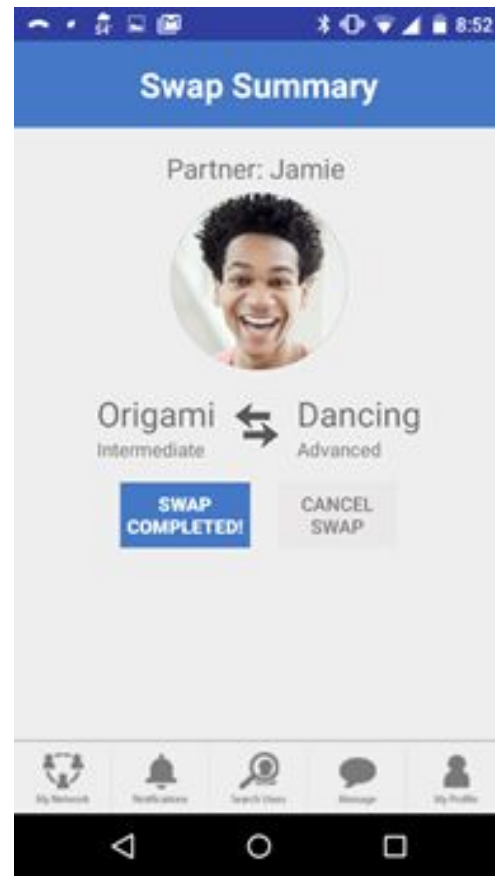 8:52
Swap Summary
Partner: Jamie
Origami Dancing
Intermediate Advanced
SWAP CANCEL
COMPLETED! SWAP
My Network Notifications Search Users Message My Profile